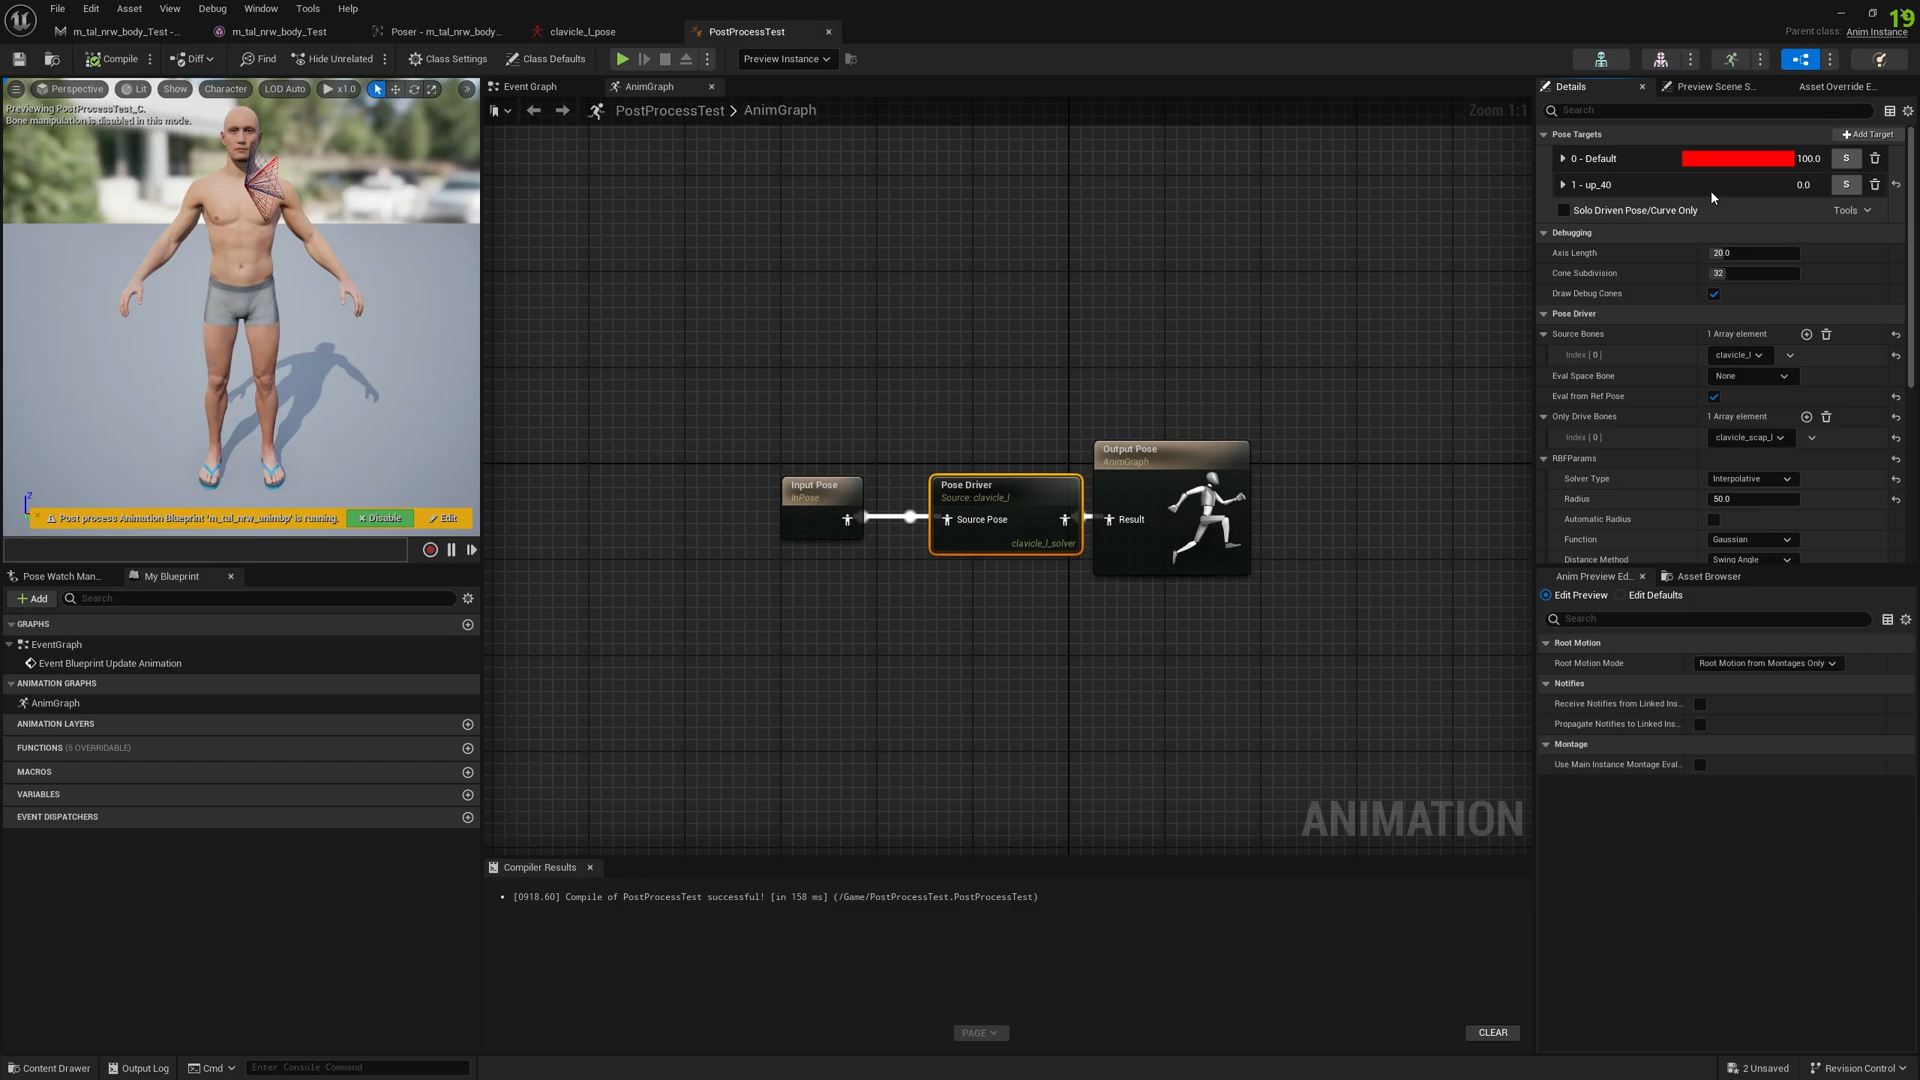 File Edit Asset View Debug Window Tools Help
19
m_tal_nrw_body_Test -...
m_tal_nrw_body_Test
Poser - m_tal_nrw_body...
clavicle_l_pose
PostProcessTest
Parent class: Anim Instance
Compile
Diff
Find
Hide Unrelated
Class Settings
Class Defaults
Preview Instance
Perspective
Lit
Show
Character
LOD Auto
x1.0
Previewing PostProcessTest_C.
Bone manipulation is disabled in this mode.
Z
Post process Animation Blueprint 'm_tal_nrw_animbp' is running.
Disable
Edit
Pose Watch Man...
My Blueprint
Add
Search
GRAPHS
EventGraph
Event Blueprint Update Animation
ANIMATION GRAPHS
AnimGraph
ANIMATION LAYERS
FUNCTIONS (5 OVERRIDABLE)
MACROS
VARIABLES
EVENT DISPATCHERS
Event Graph
AnimGraph
PostProcessTest > AnimGraph
Zoom 1:1
Input Pose
InPose
Pose Driver
Source: clavicle_l
Source Pose
clavicle_l_solver
Output Pose
AnimGraph
Result
ANIMATION
Compiler Results
• [0918.60] Compile of PostProcessTest successful! [in 158 ms] (/Game/PostProcessTest.PostProcessTest)
PAGE
CLEAR
Details
Preview Scene S...
Asset Override E...
Search
Pose Targets
Add Target
0 - Default
100.0
S
1 - up_40
0.0
S
Solo Driven Pose/Curve Only
Tools
Debugging
Axis Length
20.0
Cone Subdivision
32
Draw Debug Cones
Pose Driver
Source Bones
1 Array element
Index [ 0 ]
clavicle_l
Eval Space Bone
None
Eval from Ref Pose
Only Drive Bones
1 Array element
Index [ 0 ]
clavicle_scap_l
RBFParams
Solver Type
Interpolative
Radius
50.0
Automatic Radius
Function
Gaussian
Distance Method
Swing Angle
Anim Preview Ed...
Asset Browser
Edit Preview
Edit Defaults
Search
Root Motion
Root Motion Mode
Root Motion from Montages Only
Notifies
Receive Notifies from Linked Ins...
Propagate Notifies to Linked Ins...
Montage
Use Main Instance Montage Eval...
Content Drawer
Output Log
Cmd
Enter Console Command
2 Unsaved
Revision Control